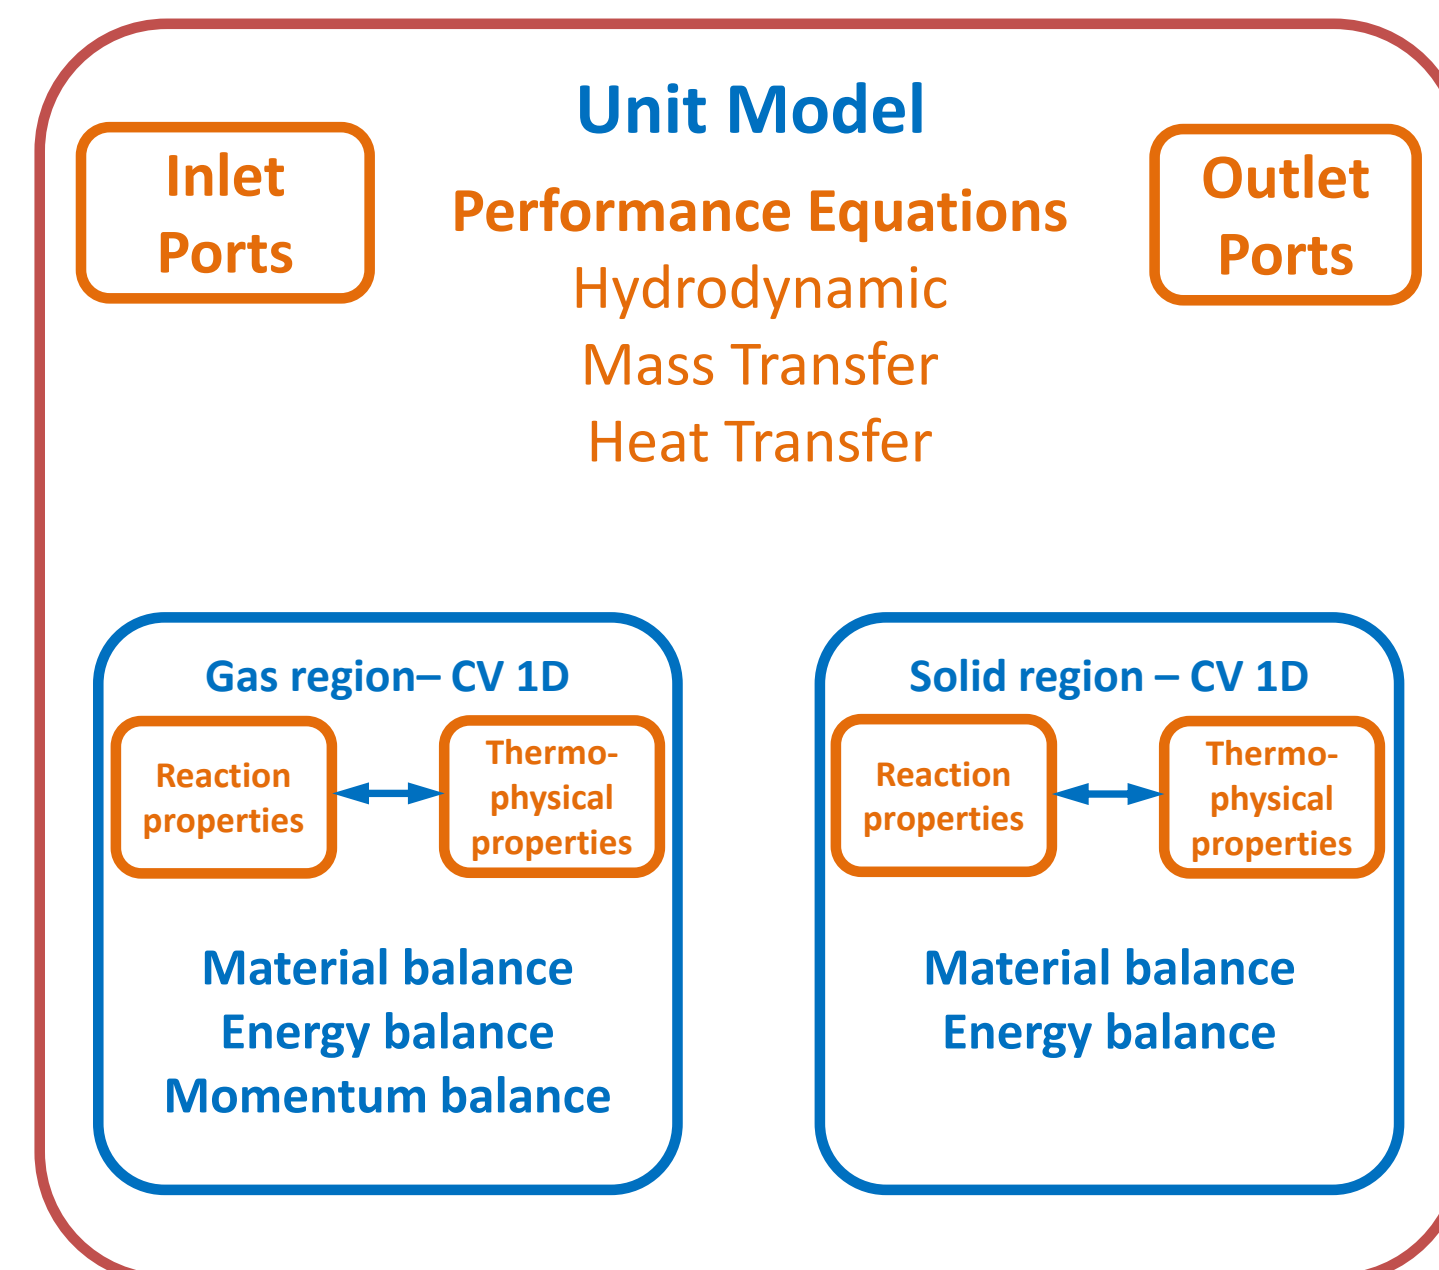 Unit Model
Inlet
Ports
Performance Equations
Hydrodynamic
Mass Transfer
Heat Transfer
Outlet
Ports
Gas region– CV 1D
Reaction
properties
Thermo-
physical
properties
Material balance
Energy balance
Momentum balance
Solid region – CV 1D
Reaction
properties
Thermo-
physical
properties
Material balance
Energy balance